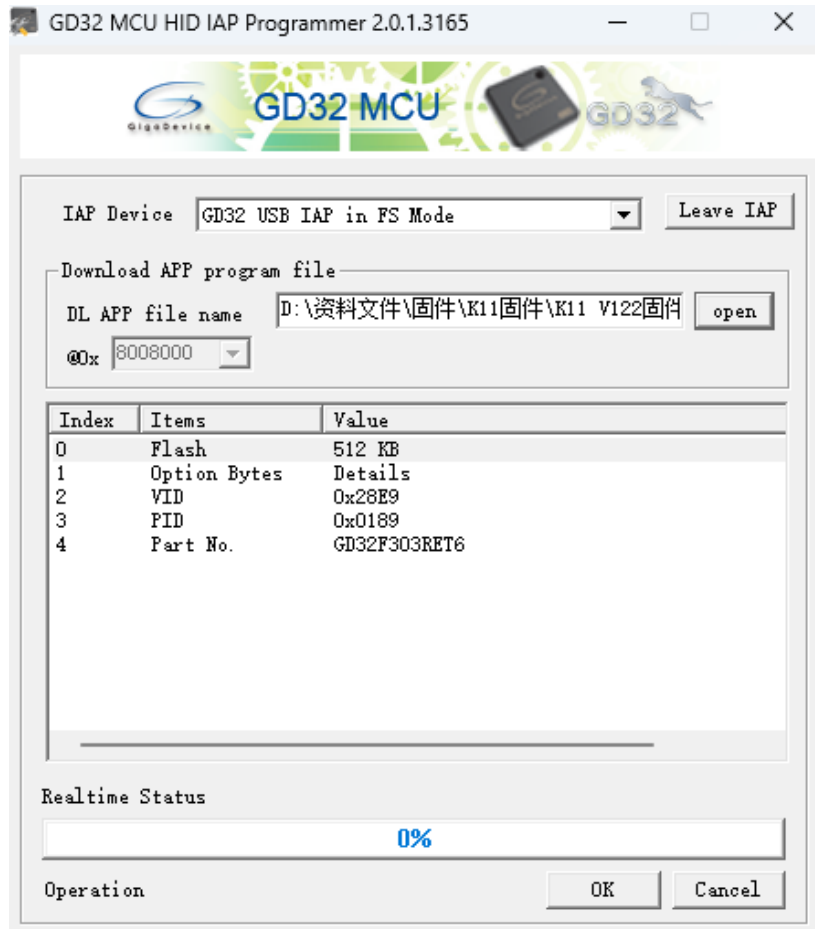 GD32 MCU HID IAP Programmer 2.0.1.3165
GigaDevice GD32 MCU GD32
IAP Device GD32 USB IAP in FS Mode Leave IAP
Download APP program file
DL APP file name D:\资料文件\固件\K11固件\K11 V122固件 open
@0x 8008000
Index Items Value
0 Flash 512 KB
1 Option Bytes Details
2 VID 0x28E9
3 PID 0x0189
4 Part No. GD32F303RET6
Realtime Status
0%
Operation OK Cancel